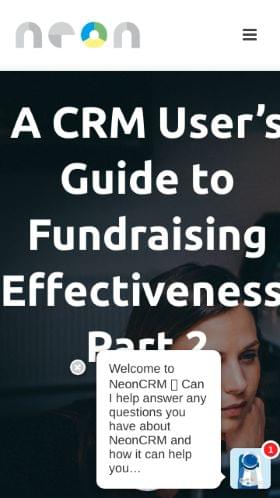 neon
A CRM User's
Guide to
Fundraising
Effectiveness
Part 2
Welcome to
NeonCRM ▯ Can
I help answer any
questions you
have about
NeonCRM and
how it can help
you…
1